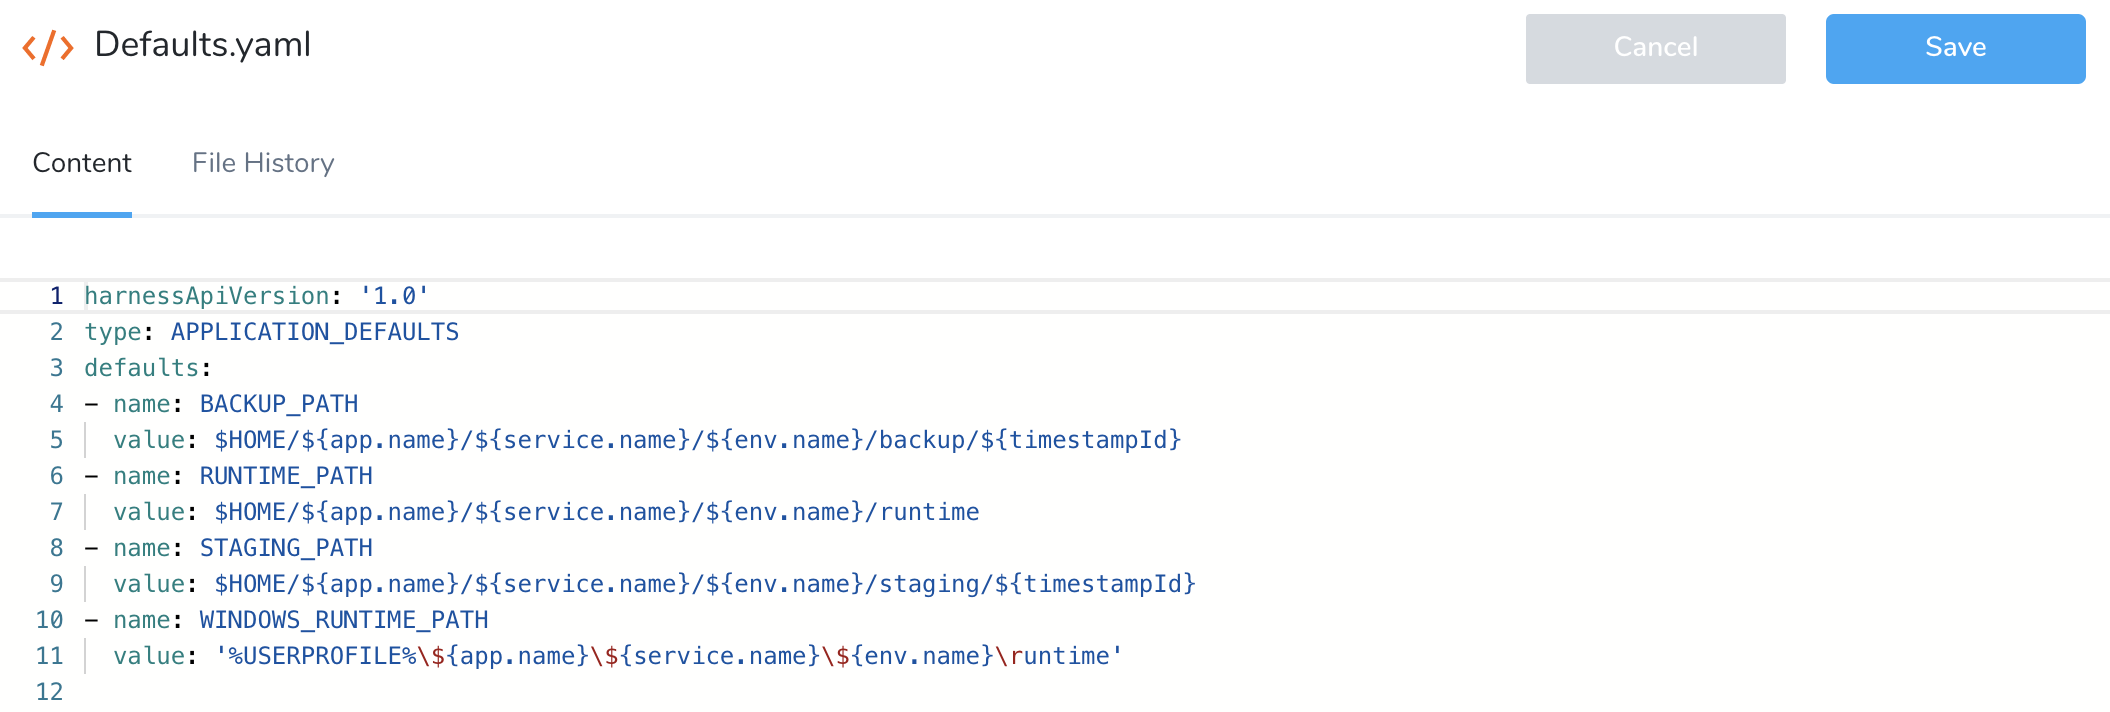 </> Defaults.yaml
Cancel
Save
Content
File History
1 harnessApiVersion: '1.0'
2 type: APPLICATION_DEFAULTS
3 defaults:
4 - name: BACKUP_PATH
5   value: $HOME/${app.name}/${service.name}/${env.name}/backup/${timestampId}
6 - name: RUNTIME_PATH
7   value: $HOME/${app.name}/${service.name}/${env.name}/runtime
8 - name: STAGING_PATH
9   value: $HOME/${app.name}/${service.name}/${env.name}/staging/${timestampId}
10 - name: WINDOWS_RUNTIME_PATH
11   value: '%USERPROFILE%\${app.name}\${service.name}\${env.name}\runtime'
12